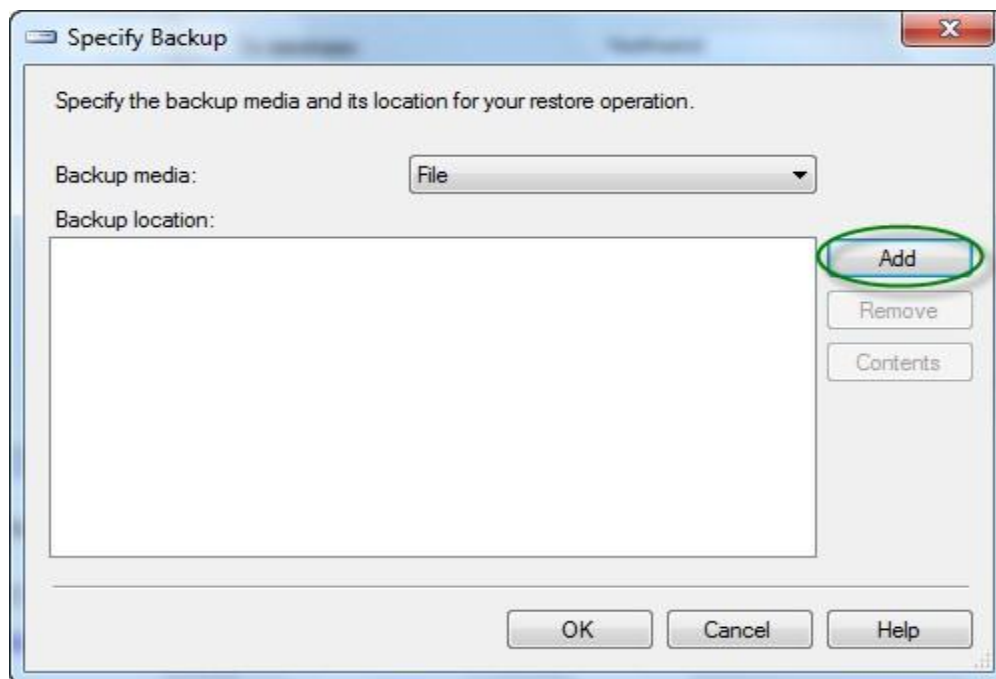 Specify Backup
Specify the backup media and its location for your restore operation.
Backup media:
File
Backup location:
Add
Remove
Contents
OK
Cancel
Help